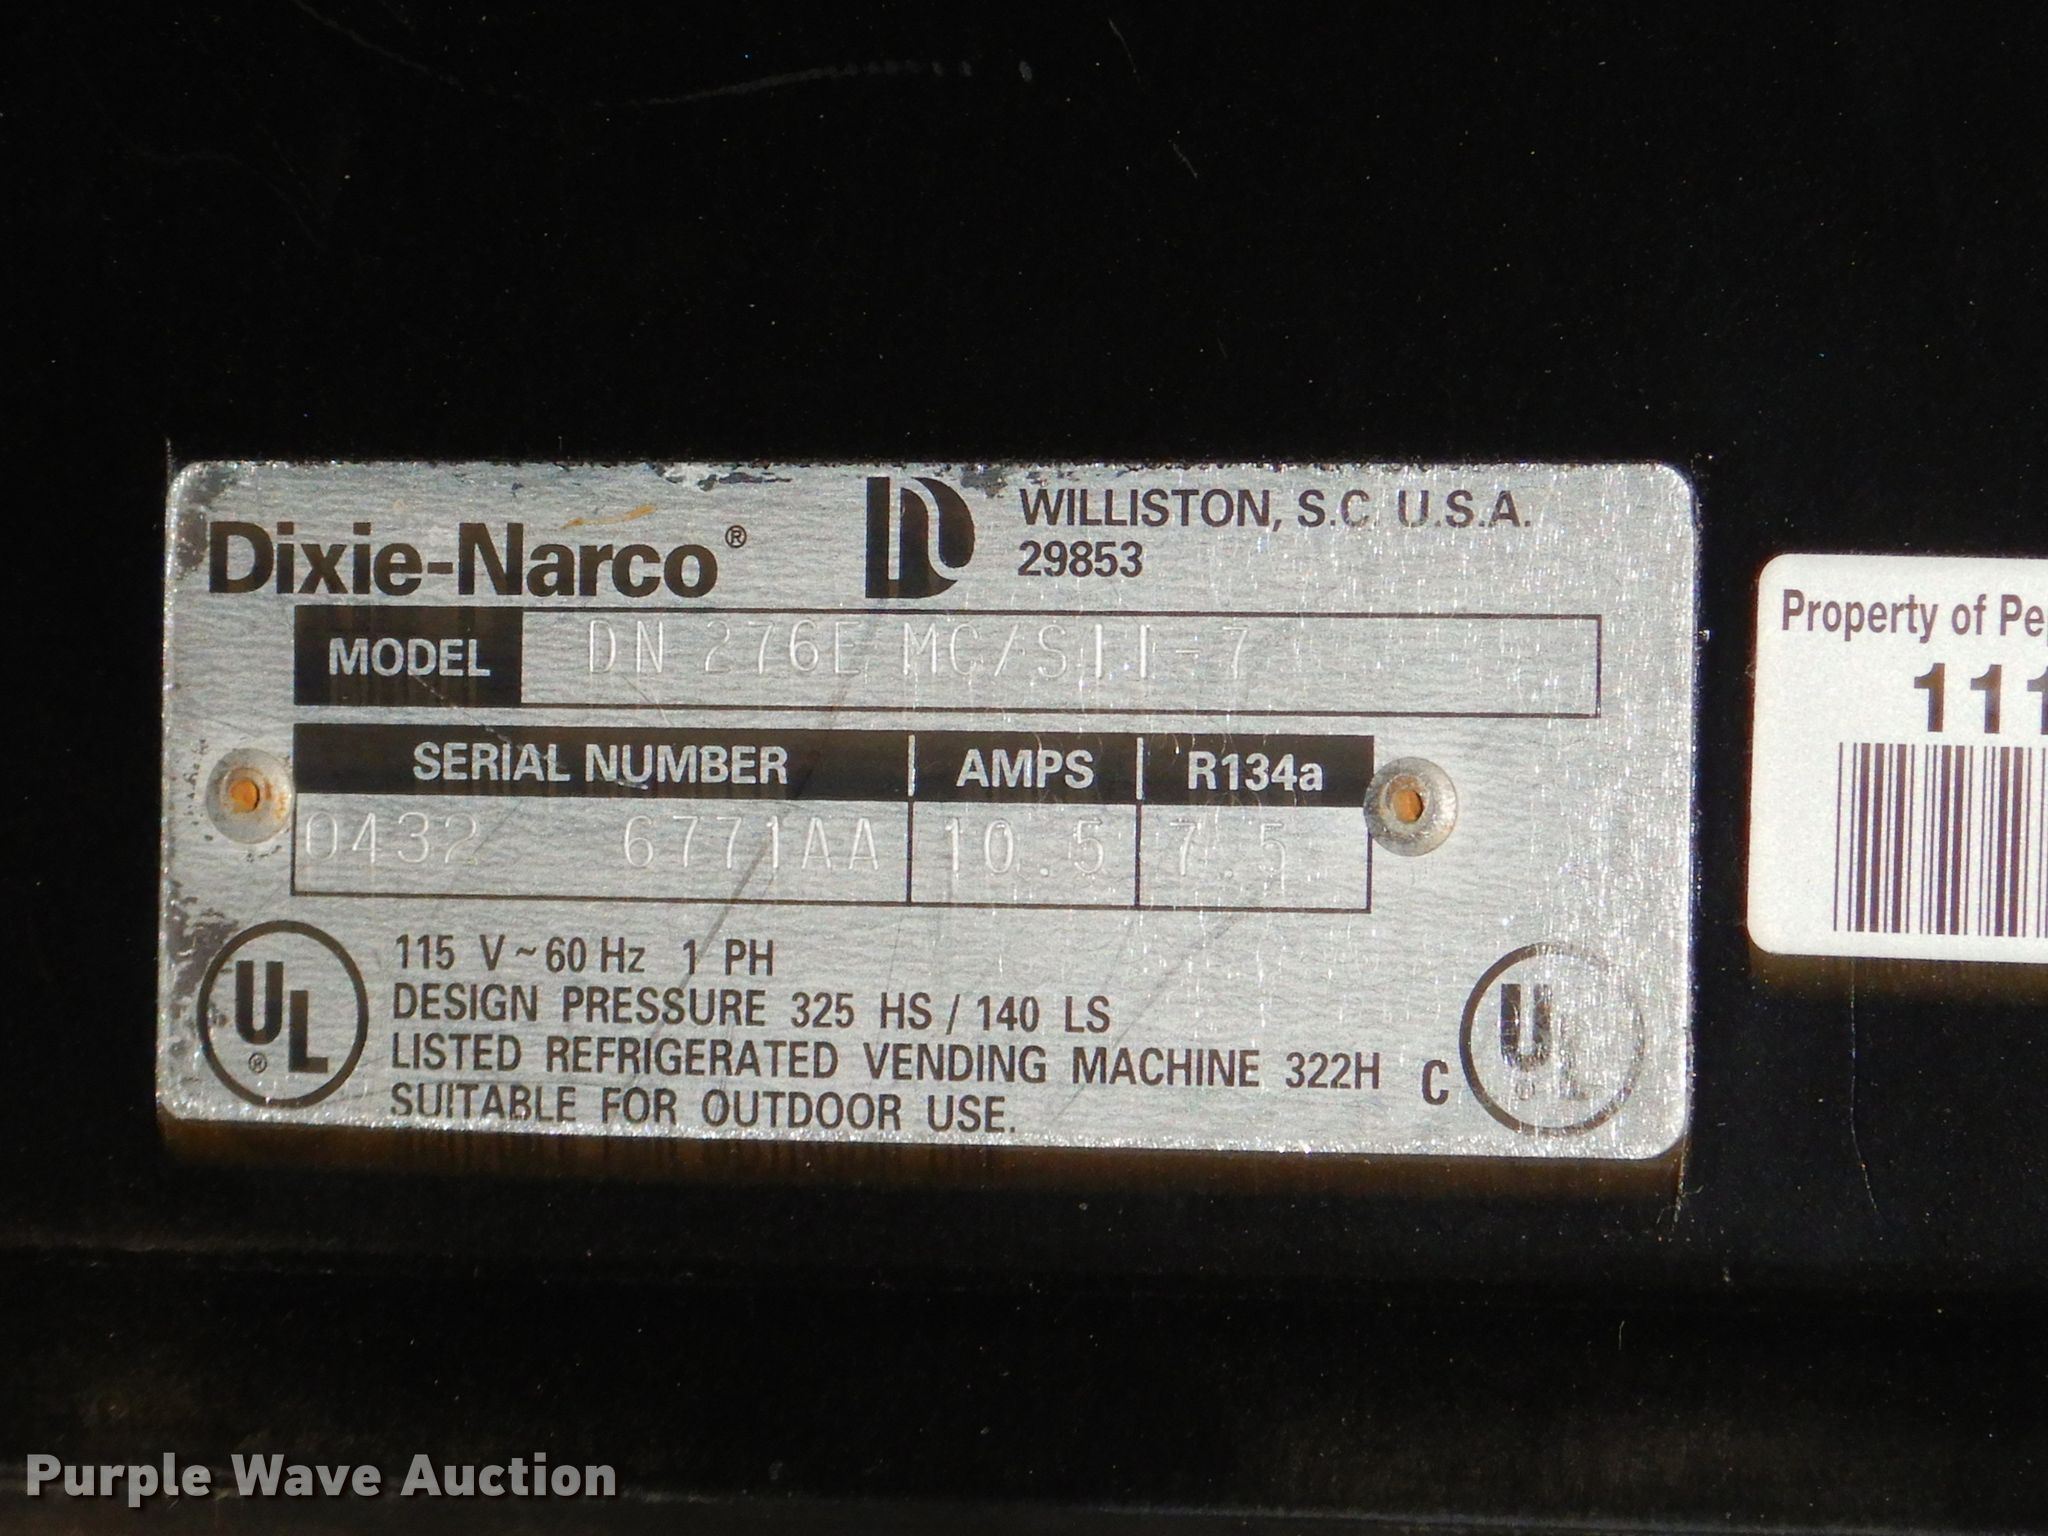 Dixie-Narco®
WILLISTON, S.C. U.S.A.
29853
MODEL DN 276E MC/SII-7
SERIAL NUMBER AMPS R134a
0432 6771AA 10.5 7.5
UL®
115 V~60 Hz 1 PH
DESIGN PRESSURE 325 HS / 140 LS
LISTED REFRIGERATED VENDING MACHINE 322H
SUITABLE FOR OUTDOOR USE.
C UL®
Property of Pe
111
Purple Wave Auction